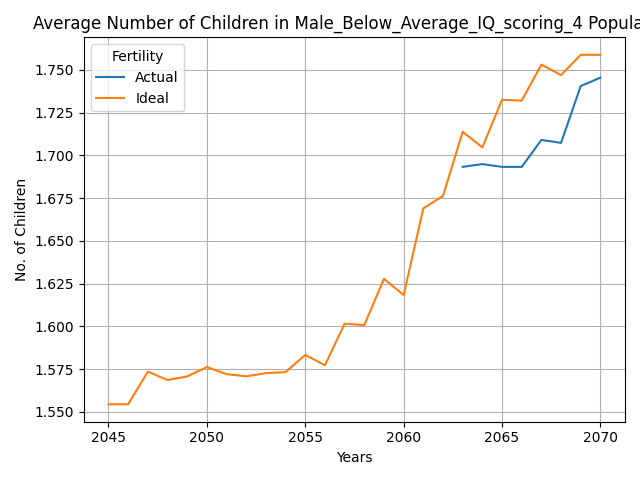 Average Number of Children in Male_Below_Average_IQ_scoring_4 Popula
Fertility
Actual
Ideal
1.750
1.725
1.700
1.675
1.650
1.625
1.600
1.575
1.550
No. of Children
2045 2050 2055 2060 2065 2070
Years